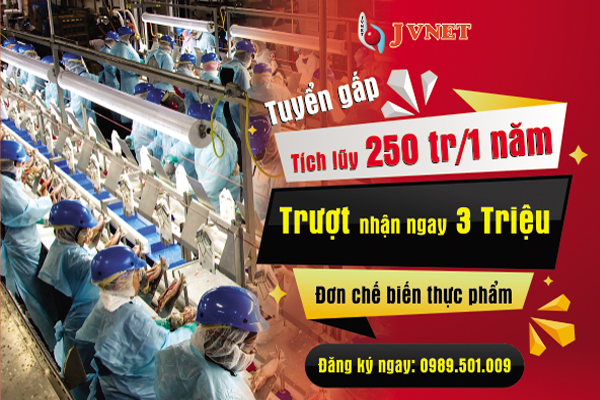 JVNET
Tuyển gấp
Tích lũy 250 tr/1 năm
Trượt nhận ngay 3 Triệu
Đơn chế biến thực phẩm
Đăng ký ngay: 0989.501.009